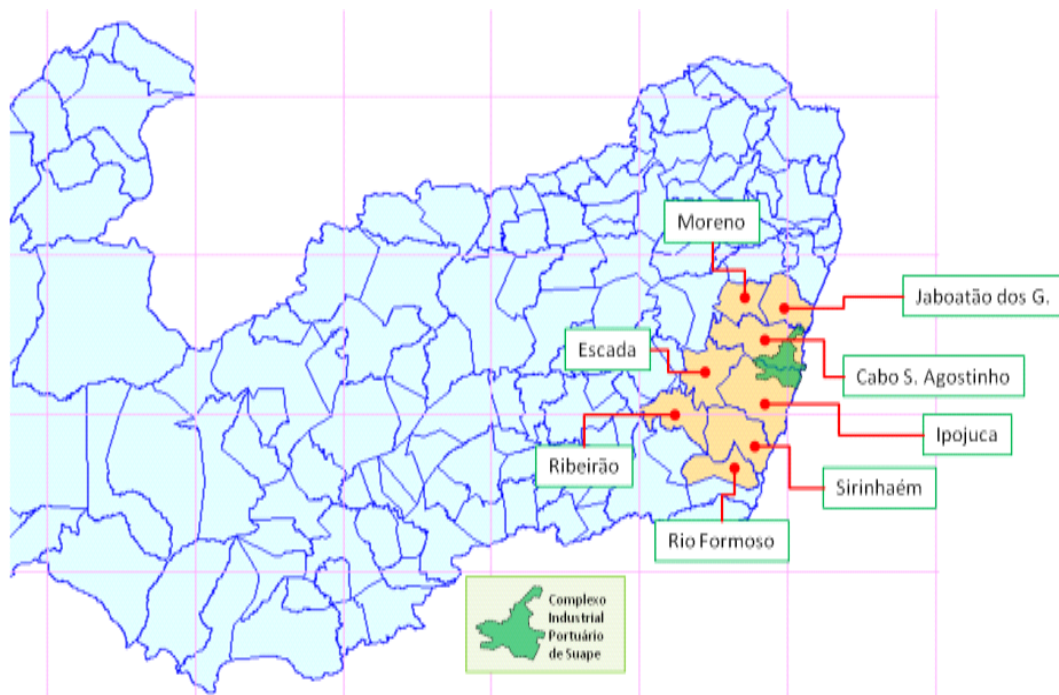 Moreno
Jaboatão dos G.
Escada
Cabo S. Agostinho
Ipojuca
Ribeirão
Sirinhaém
Rio Formoso
Complexo
Industrial
Portuário
de Suape